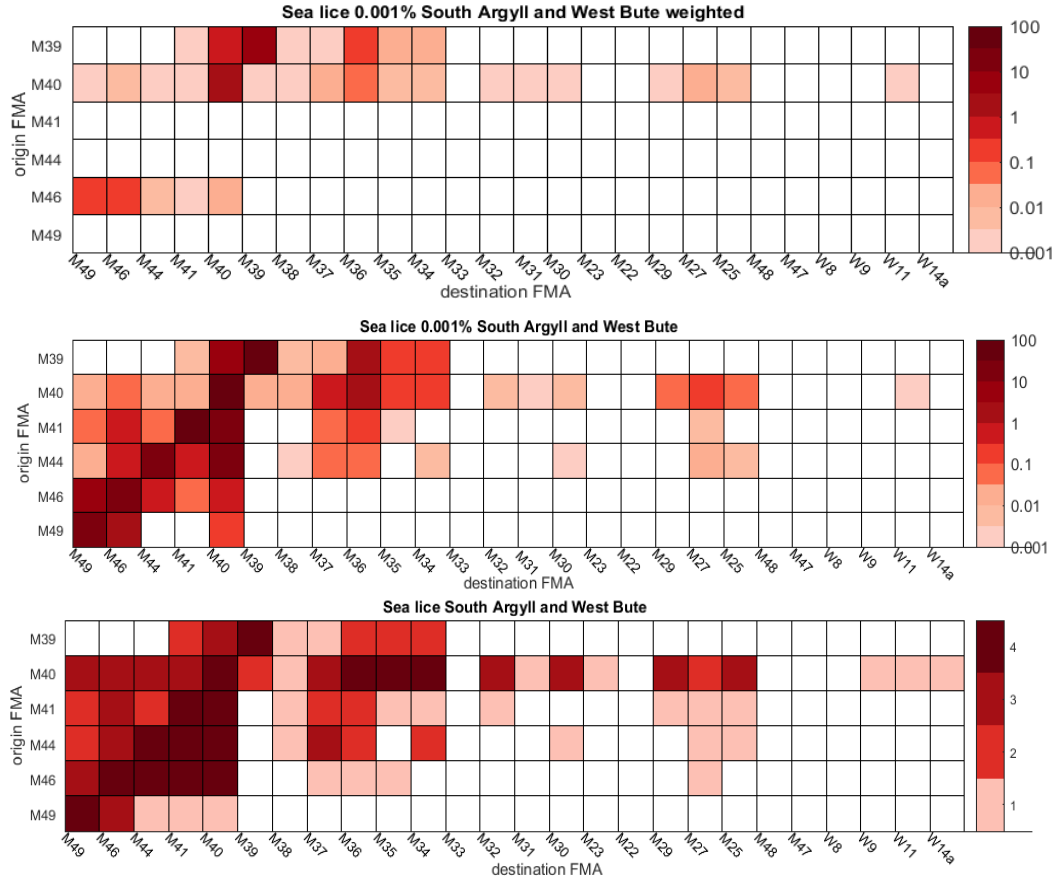 Sea lice 0.001% South Argyll and West Bute weighted
origin FMA
M39
M40
M41
M44
M46
M49
M49 M46 M44 M41 M40 M39 M38 M37 M36 M35 M34 M33 M32 M31 M30 M23 M22 M29 M27 M25 M48 M47 W8 W9 W11 W14a
destination FMA
100
10
1
0.1
0.01
0.001
Sea lice 0.001% South Argyll and West Bute
origin FMA
M39
M40
M41
M44
M46
M49
M49 M46 M44 M41 M40 M39 M38 M37 M36 M35 M34 M33 M32 M31 M30 M23 M22 M29 M27 M25 M48 M47 W8 W9 W11 W14a
destination FMA
100
10
1
0.1
0.01
0.001
Sea lice South Argyll and West Bute
origin FMA
M39
M40
M41
M44
M46
M49
M49 M46 M44 M41 M40 M39 M38 M37 M36 M35 M34 M33 M32 M31 M30 M23 M22 M29 M27 M25 M48 M47 W8 W9 W11 W14a
destination FMA
4
3
2
1